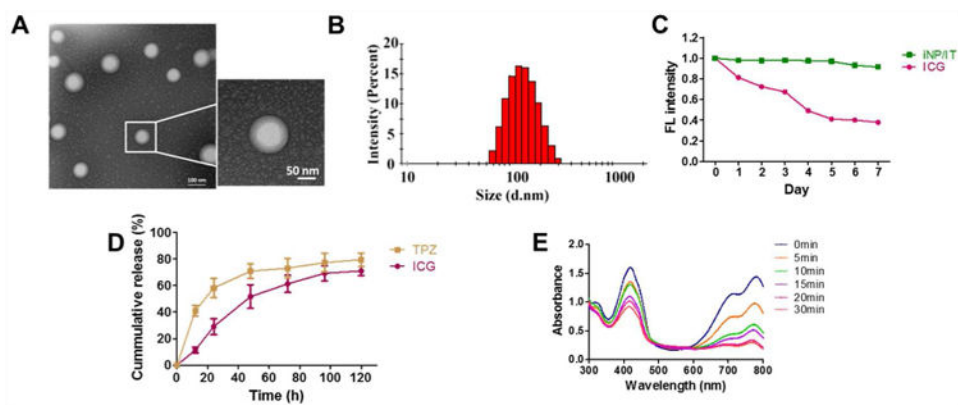 A
100 nm
50 nm
B
Intensity (Percent)
20
15
10
5
0
10
100
1000
Size (d.nm)
C
FL intensity
1.2
1.0
0.8
0.6
0.4
0.2
0.0
0 1 2 3 4 5 6 7
Day
iNP/IT
ICG
D
Cummulative release (%)
100
80
60
40
20
0
0 20 40 60 80 100 120
Time (h)
TPZ
ICG
E
Absorbance
2.0
1.5
1.0
0.5
0.0
300 400 500 600 700 800
Wavelength (nm)
0min
5min
10min
15min
20min
30min